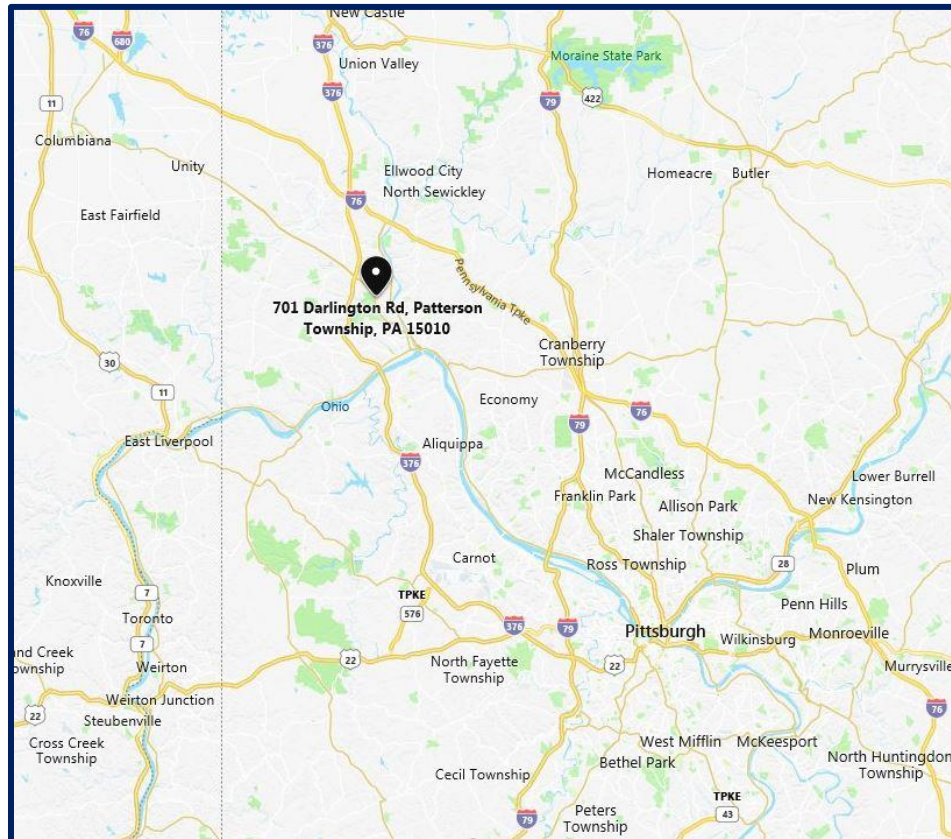 New Castle
76
680
376
Union Valley
Moraine State Park
376
79
422
11
Columbiana
Unity
Ellwood City
North Sewickley
Homeacre
Butler
76
East Fairfield
Pennsylvania Tpke
701 Darlington Rd, Patterson
Township, PA 15010
Cranberry
Township
30
11
Ohio
Economy
76
79
East Liverpool
Aliquippa
376
McCandless
Lower Burrell
Franklin Park
New Kensington
Allison Park
Shaler Township
Carnot
Ross Township
28
Plum
Knoxville
7
TPKE
576
Penn Hills
Toronto
376
79
Pittsburgh
Wilkinsburg
Monroeville
7
nd Creek
ownship
Weirton
22
North Fayette
Township
22
Murrysville
Weirton Junction
22
Steubenville
76
Cross Creek
Township
West Mifflin
McKeesport
North Huntingdon
Township
Bethel Park
Cecil Township
TPKE
43
Peters
Township
79